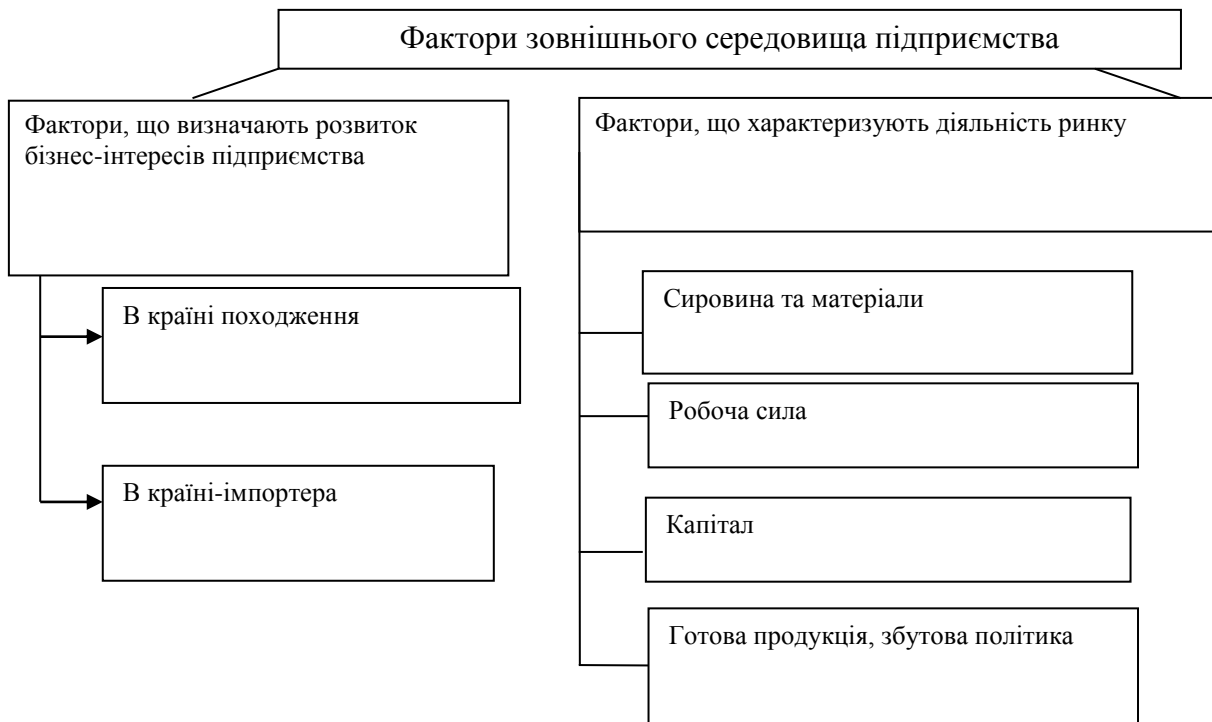 Фактори зовнішнього середовища підприємства
Фактори, що визначають розвиток
бізнес-інтересів підприємства
Фактори, що характеризують діяльність ринку
В країні походження
В країні-імпортера
Сировина та матеріали
Робоча сила
Капітал
Готова продукція, збутова політика